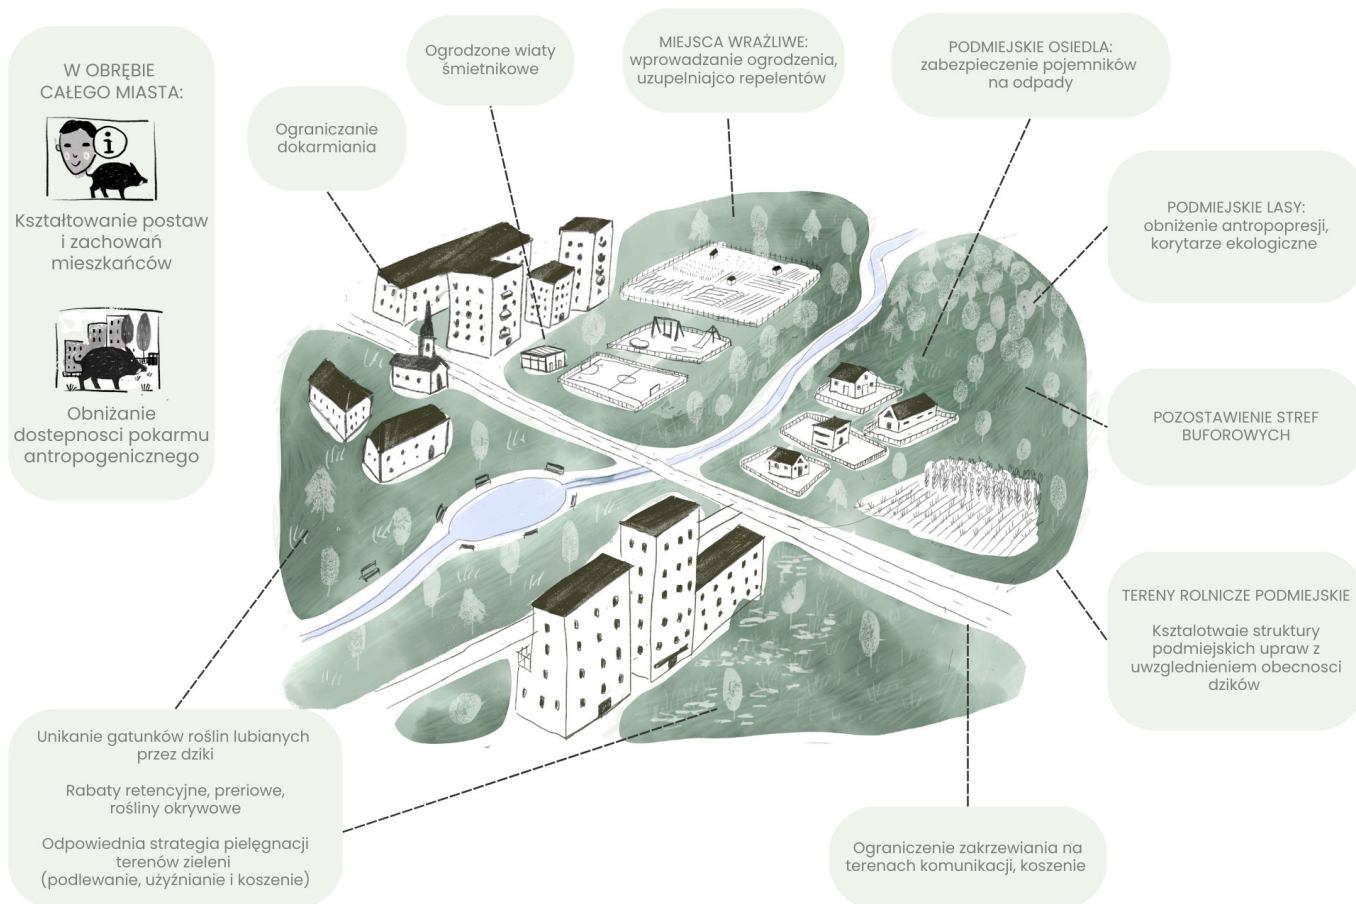 W OBRĘBIE
CAŁEGO MIASTA:
i
Kształtowanie postaw
i zachowań
mieszkańców
Obniżanie
dostepnosci pokarmu
antropogenicznego
Ograniczanie
dokarmiania
Ogrodzone wiaty
śmietnikowe
MIEJSCA WRAŻLIWE:
wprowadzanie ogrodzenia,
uzupelniajco repelentów
PODMIEJSKIE OSIEDLA:
zabezpieczenie pojemników
na odpady
PODMIEJSKIE LASY:
obniżenie antropopresji,
korytarze ekologiczne
POZOSTAWIENIE STREF
BUFOROWYCH
TERENY ROLNICZE PODMIEJSKIE
Ksztalotwaie struktury
podmiejskich upraw z
uwzglednieniem obecnosci
dzików
Unikanie gatunków roślin lubianych
przez dziki
Rabaty retencyjne, preriowe,
rośliny okrywowe
Odpowiednia strategia pielęgnacji
terenów zieleni
(podlewanie, użyźnianie i koszenie)
Ograniczenie zakrzewiania na
terenach komunikacji, koszenie